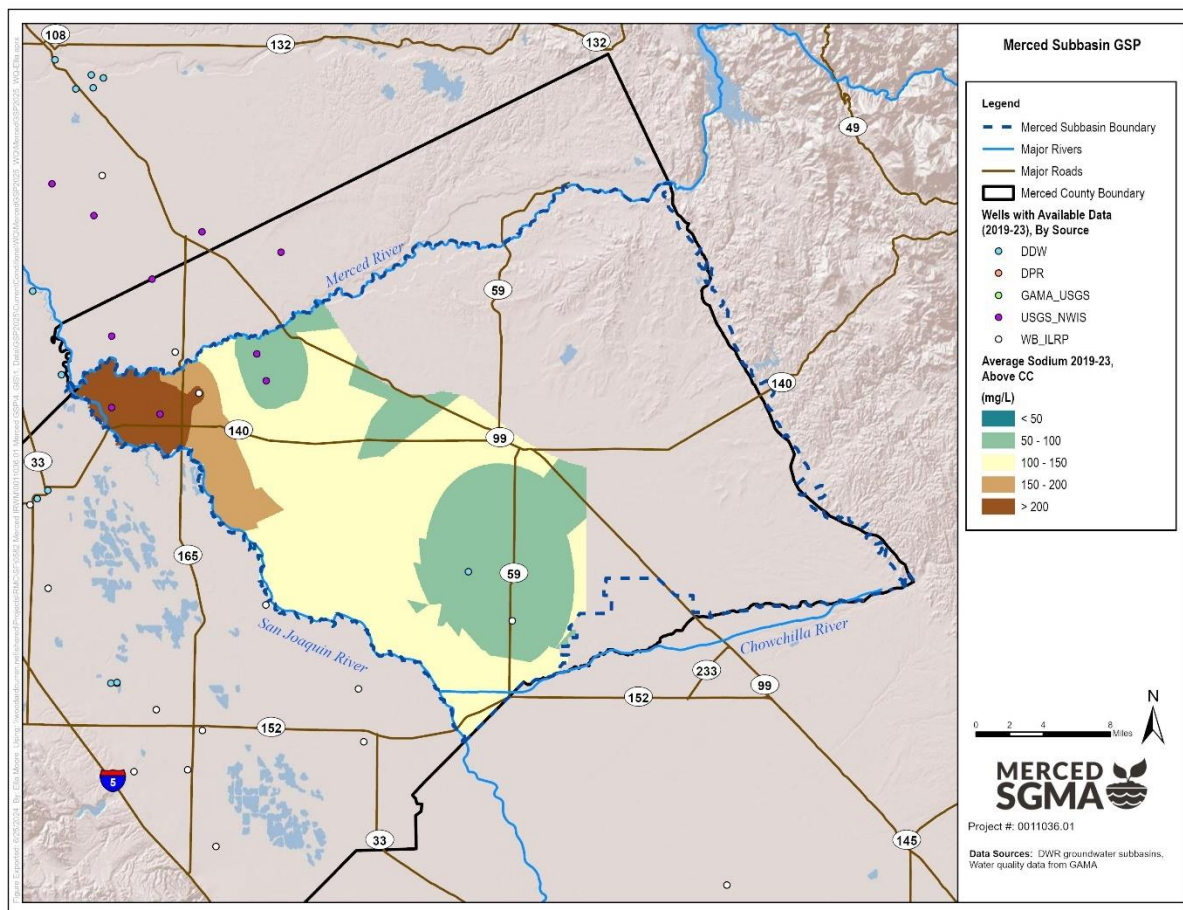 108
132
132
49
Merced River
59
140
33
140
99
165
59
San Joaquin River
Chowchilla River
233
152
99
152
5
33
145
Merced Subbasin GSP
Legend
Merced Subbasin Boundary
Major Rivers
Major Roads
Merced County Boundary
Wells with Available Data
(2019-23), By Source
DDW
DPR
GAMA_USGS
USGS_NWIS
WB_ILRP
Average Sodium 2019-23,
Above CC
(mg/L)
< 50
50 - 100
100 - 150
150 - 200
> 200
N
0 2 4 8
Miles
MERCED
SGMA
Project #: 0011036.01
Data Sources: DWR groundwater subbasins,
Water quality data from GAMA